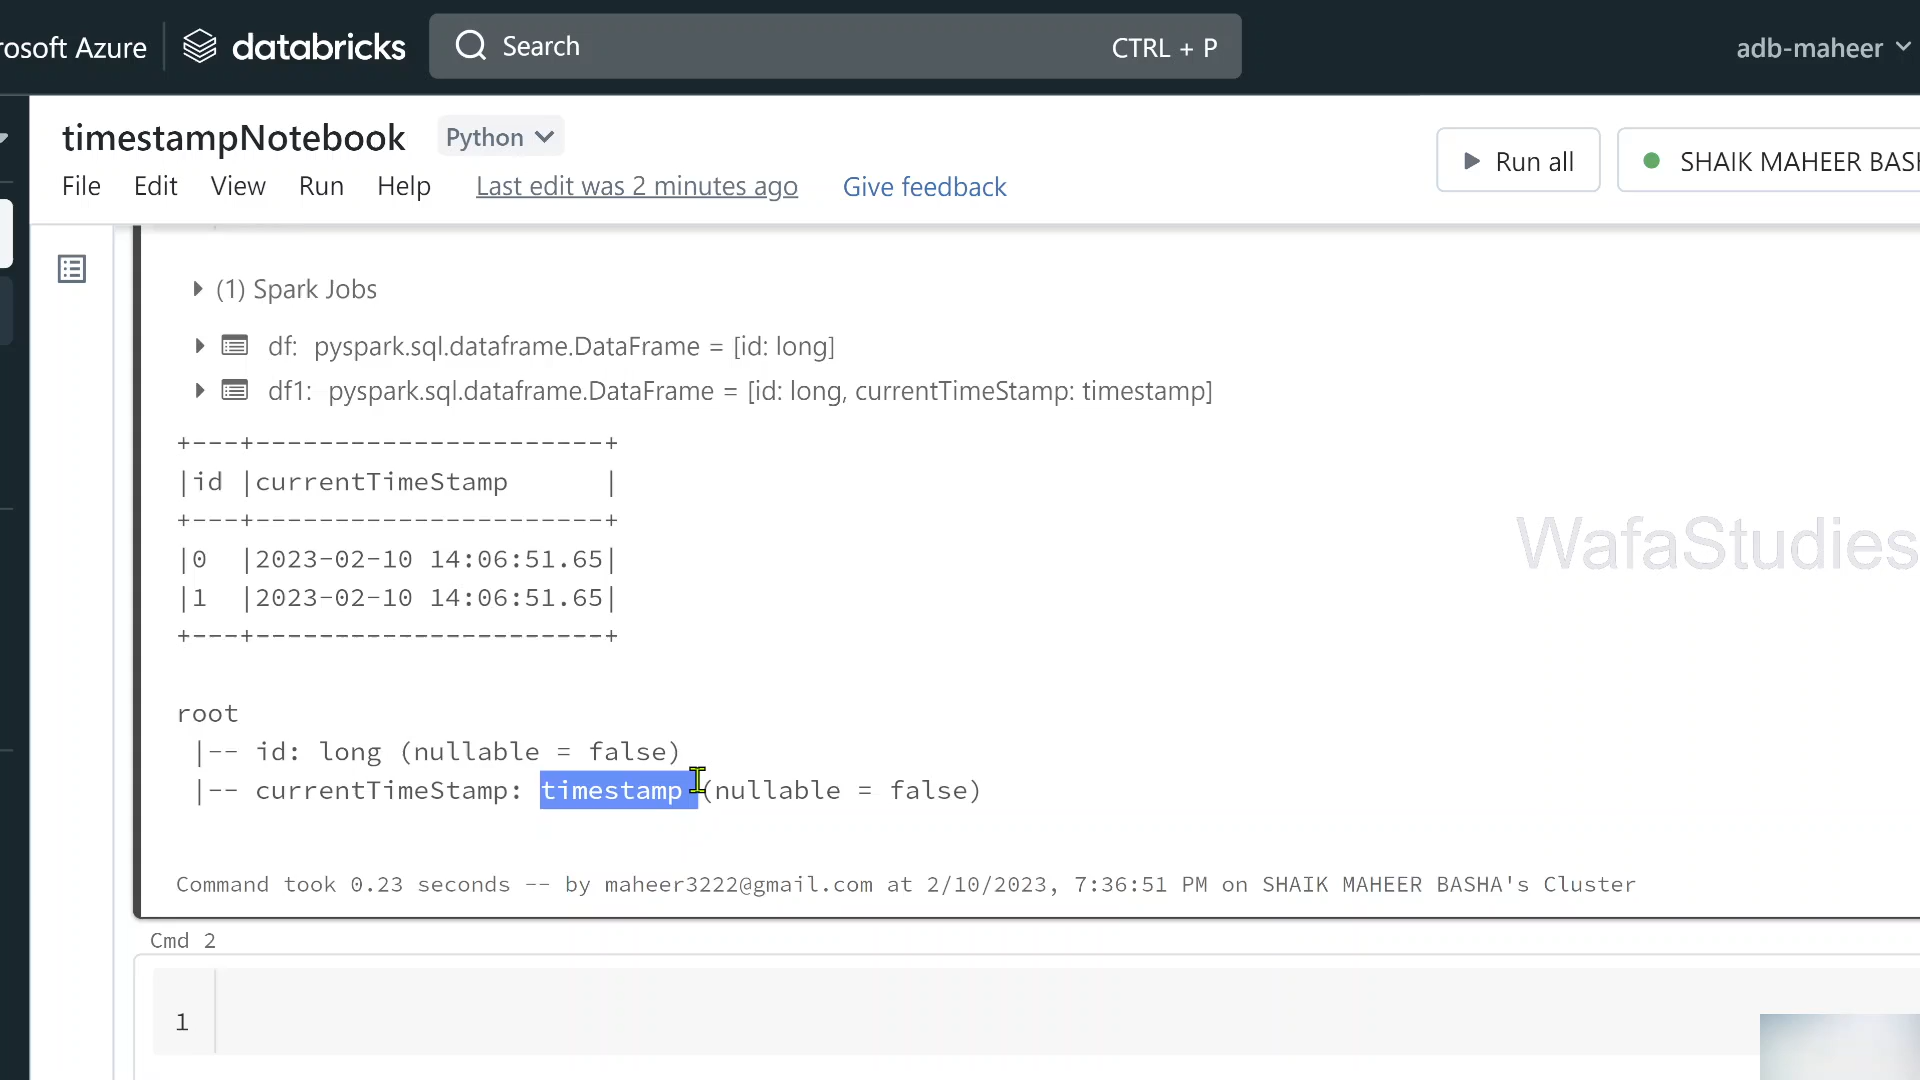 rosoft Azure databricks Search CTRL + P adb-maheer
timestampNotebook Python
Run all SHAIK MAHEER BASH
File Edit View Run Help Last edit was 2 minutes ago Give feedback
(1) Spark Jobs
df: pyspark.sql.dataframe.DataFrame = [id: long]
df1: pyspark.sql.dataframe.DataFrame = [id: long, currentTimeStamp: timestamp]
+---+----------------------+
|id |currentTimeStamp      |
+---+----------------------+
|0  |2023-02-10 14:06:51.65|
|1  |2023-02-10 14:06:51.65|
+---+----------------------+
WafaStudies
root
 |-- id: long (nullable = false)
 |-- currentTimeStamp: timestamp (nullable = false)
Command took 0.23 seconds -- by maheer3222@gmail.com at 2/10/2023, 7:36:51 PM on SHAIK MAHEER BASHA's Cluster
Cmd 2
1